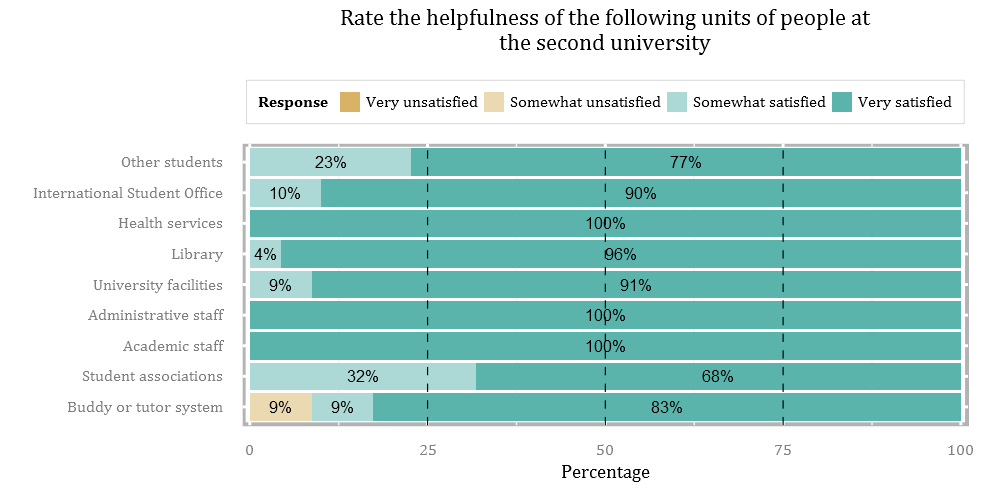 Rate the helpfulness of the following units of people at
the second university
Response Very unsatisfied Somewhat unsatisfied Somewhat satisfied Very satisfied
Other students 23% 77%
International Student Office 10% 90%
Health services 100%
Library 4% 96%
University facilities 9% 91%
Administrative staff 100%
Academic staff 100%
Student associations 32% 68%
Buddy or tutor system 9% 9% 83%
0 25 50 75 100
Percentage